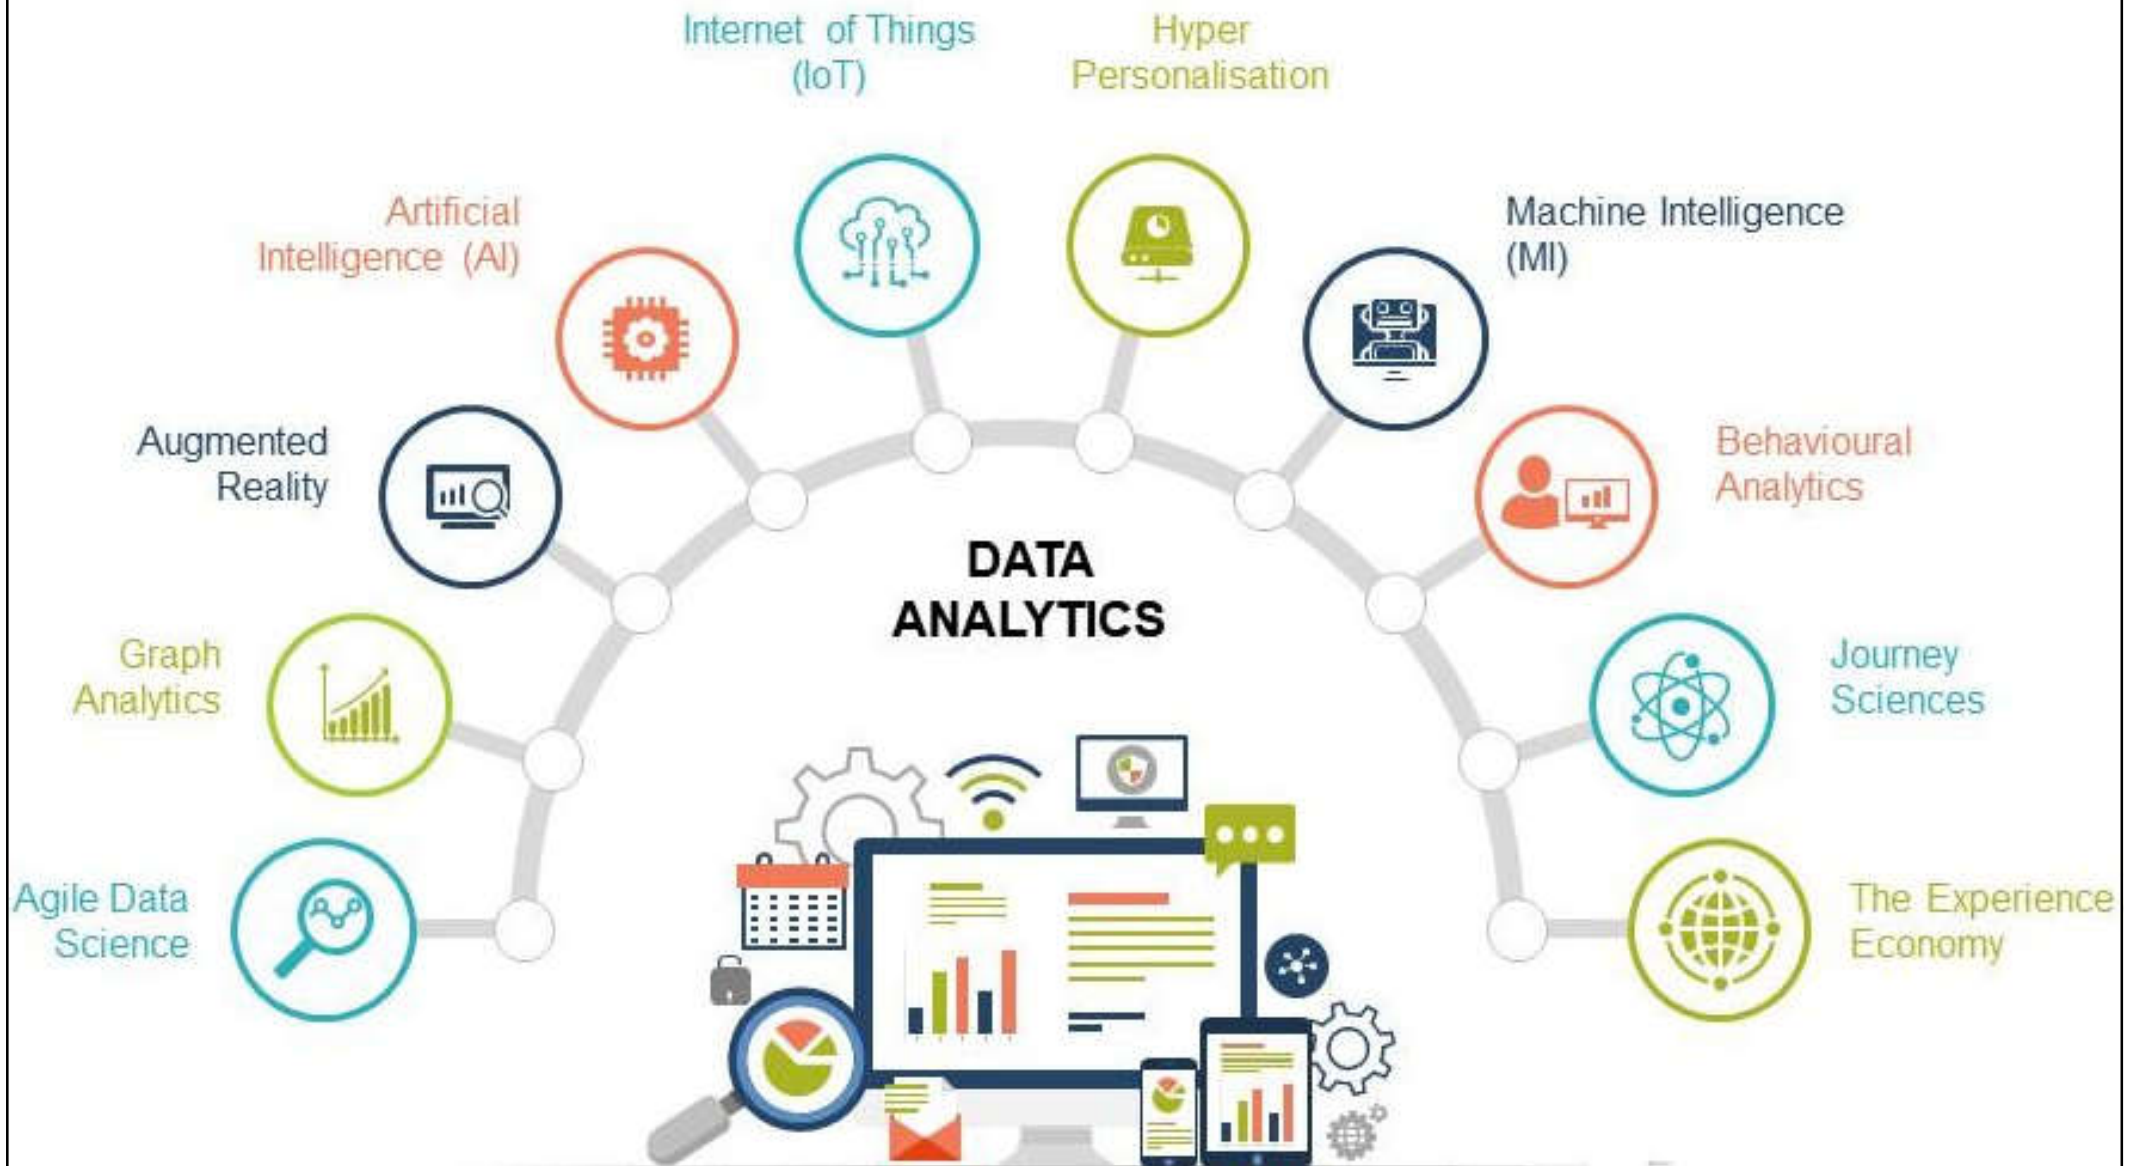 Internet of Things
(IoT)
Hyper
Personalisation
Artificial
Intelligence (AI)
Machine Intelligence
(MI)
Augmented
Reality
Behavioural
Analytics
DATA
ANALYTICS
Graph
Analytics
Journey
Sciences
Agile Data
Science
The Experience
Economy